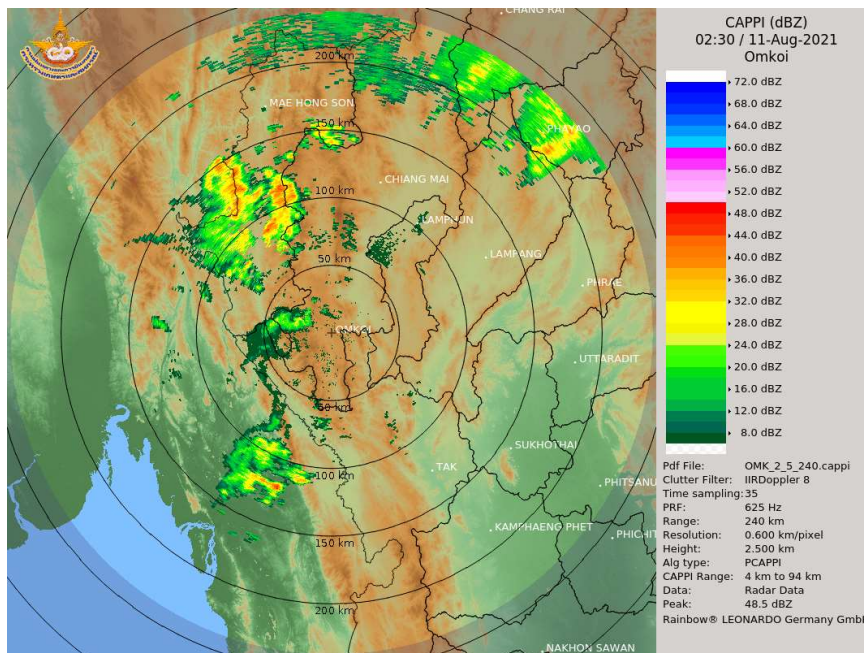 CHANG RAI
200 km
MAE HONG SON
150 km
PHAYAO
CHIANG MAI
100 km
LAMPHUN
50 km
LAMPANG
PHRAE
OMKOI
UTTARADIT
50 km
SUKHOTHAI
TAK
100 km
PHITSANU
KAMPHAENG PHET
PHICHIT
150 km
200 km
NAKHON SAWAN
CAPPI (dBZ)
02:30 / 11-Aug-2021
Omkoi
72.0 dBZ
68.0 dBZ
64.0 dBZ
60.0 dBZ
56.0 dBZ
52.0 dBZ
48.0 dBZ
44.0 dBZ
40.0 dBZ
36.0 dBZ
32.0 dBZ
28.0 dBZ
24.0 dBZ
20.0 dBZ
16.0 dBZ
12.0 dBZ
8.0 dBZ
Pdf File: OMK_2_5_240.cappi
Clutter Filter: IIRDoppler 8
Time sampling: 35
PRF: 625 Hz
Range: 240 km
Resolution: 0.600 km/pixel
Height: 2.500 km
Alg type: PCAPPI
CAPPI Range: 4 km to 94 km
Data: Radar Data
Peak: 48.5 dBZ
Rainbow® LEONARDO Germany GmbH